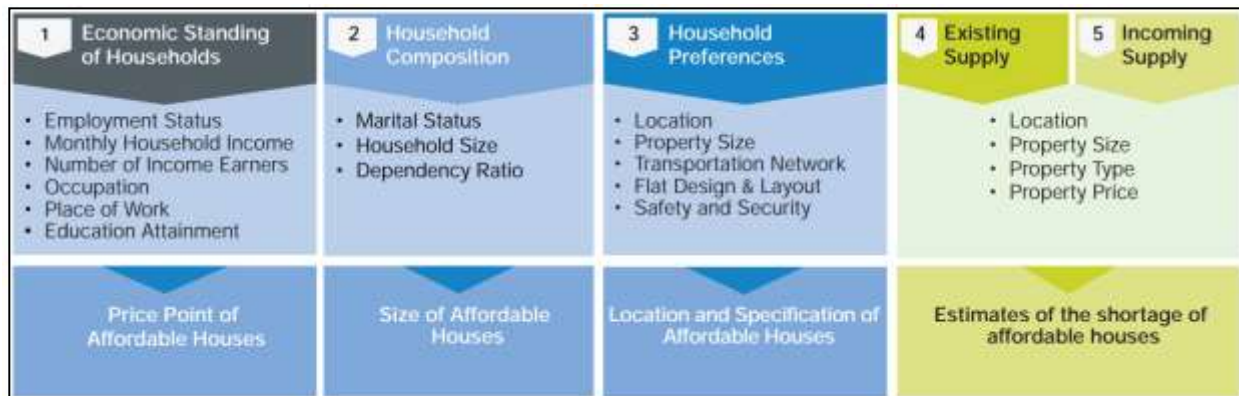 1
Economic Standing
of Households
• Employment Status
• Monthly Household Income
• Number of Income Earners
• Occupation
• Place of Work
• Education Attainment
Price Point of
Affordable Houses
2
Household
Composition
• Marital Status
• Household Size
• Dependency Ratio
Size of Affordable
Houses
3
Household
Preferences
• Location
• Property Size
• Transportation Network
• Flat Design & Layout
• Safety and Security
Location and Specification of
Affordable Houses
4
Existing
Supply
5
Incoming
Supply
• Location
• Property Size
• Property Type
• Property Price
Estimates of the shortage of
affordable houses